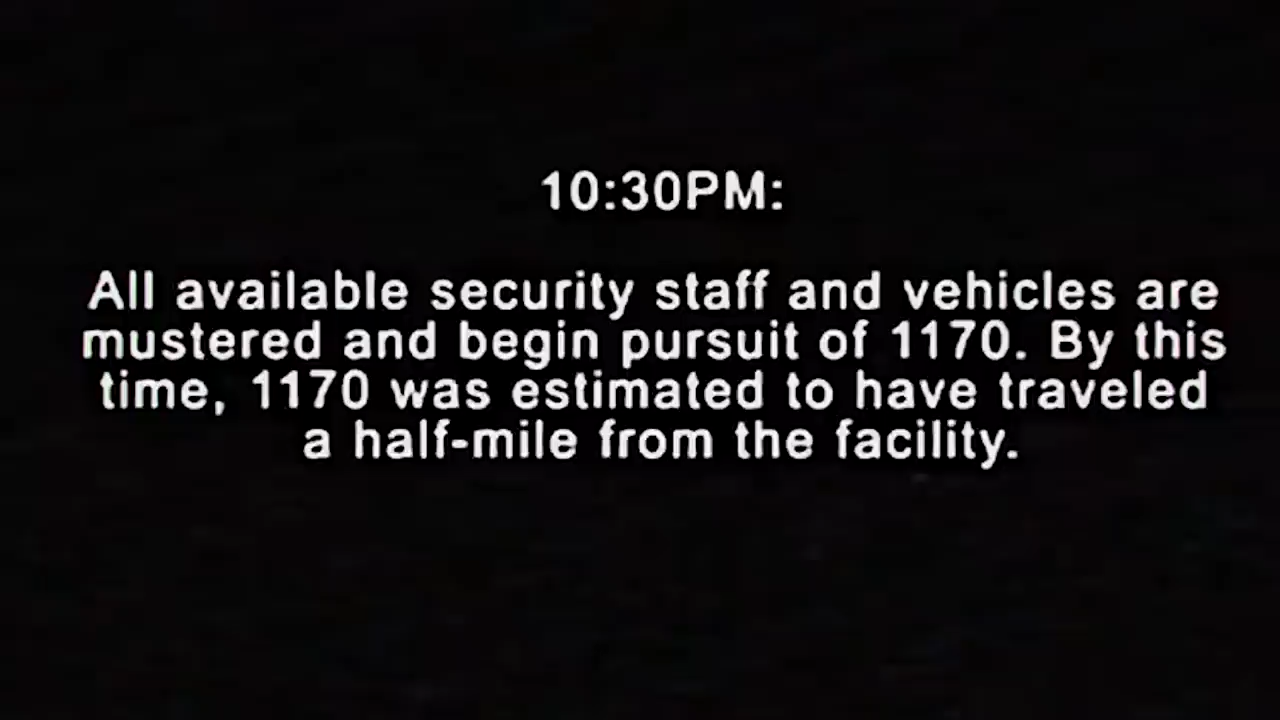 10:30PM:
All available security staff and vehicles are
mustered and begin pursuit of 1170. By this
time, 1170 was estimated to have traveled
a half-mile from the facility.